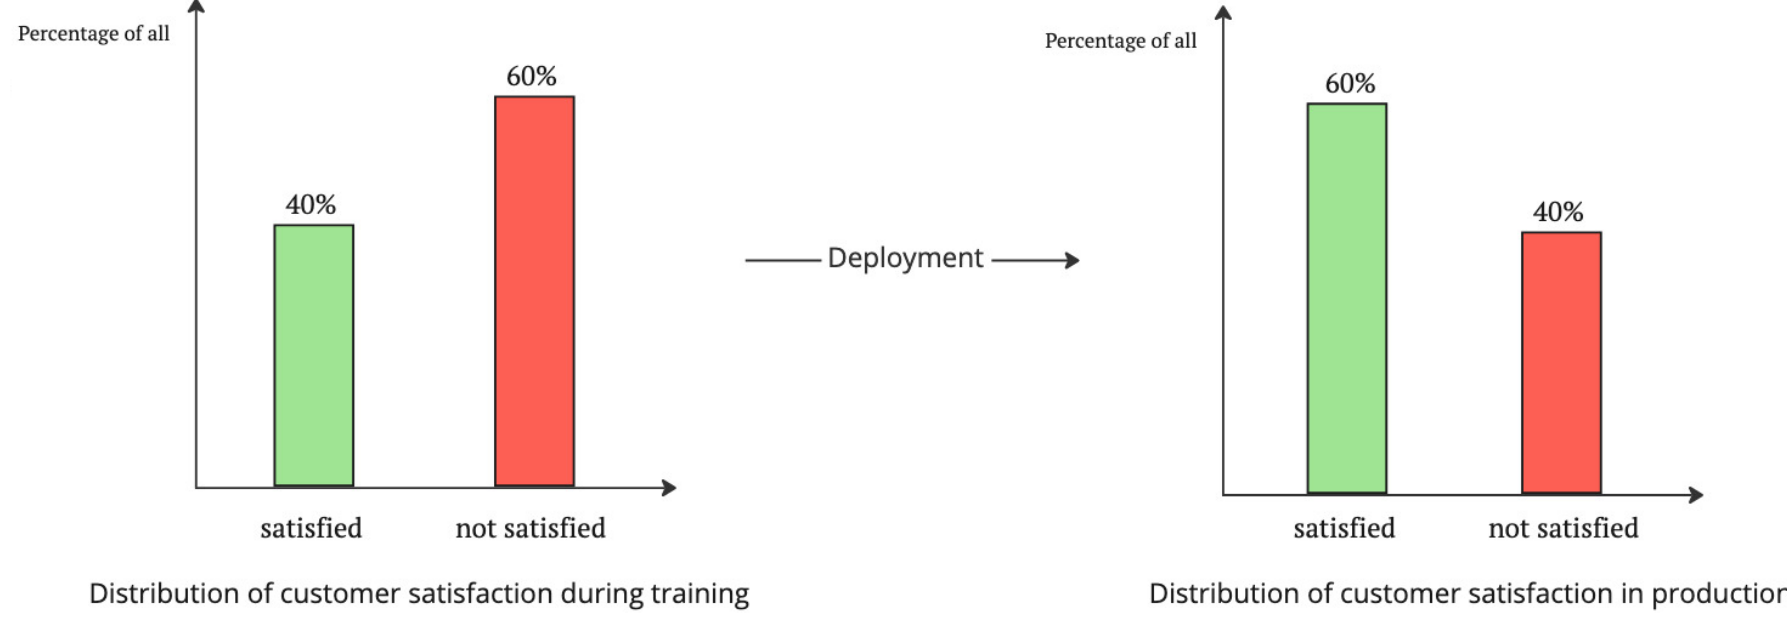 Percentage of all
60%
40%
satisfied
not satisfied
Distribution of customer satisfaction during training
Deployment
Percentage of all
60%
40%
satisfied
not satisfied
Distribution of customer satisfaction in production